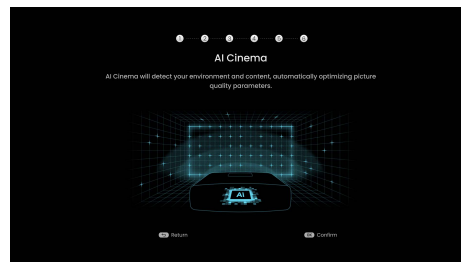 1 2 3 4 5 6
AI Cinema
AI Cinema will detect your environment and content, automatically optimizing picture
quality parameters.
Ai
Return
OK Confirm